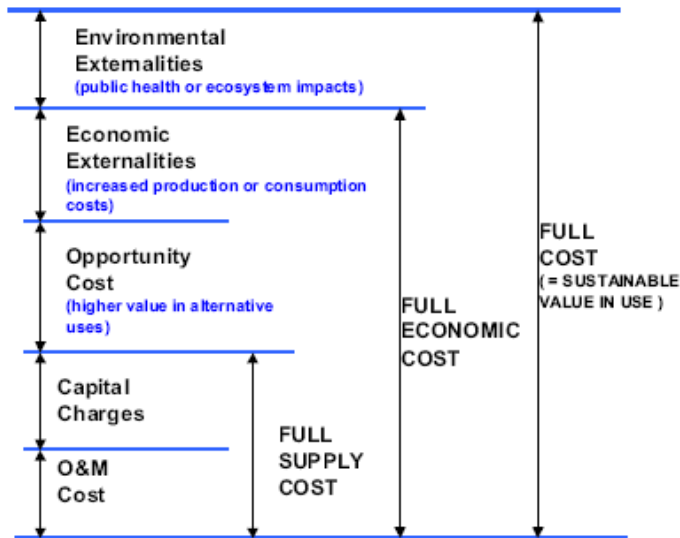 Environmental
Externalities
(public health or ecosystem impacts)
Economic
Externalities
(increased production or consumption
costs)
Opportunity
Cost
(higher value in alternative
uses)
Capital
Charges
O&M
Cost
FULL
SUPPLY
COST
FULL
ECONOMIC
COST
FULL
COST
( = SUSTAINABLE
VALUE IN USE )